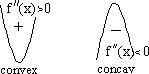 f"(x)>0
+
convex
−
f"(x)<0
concav